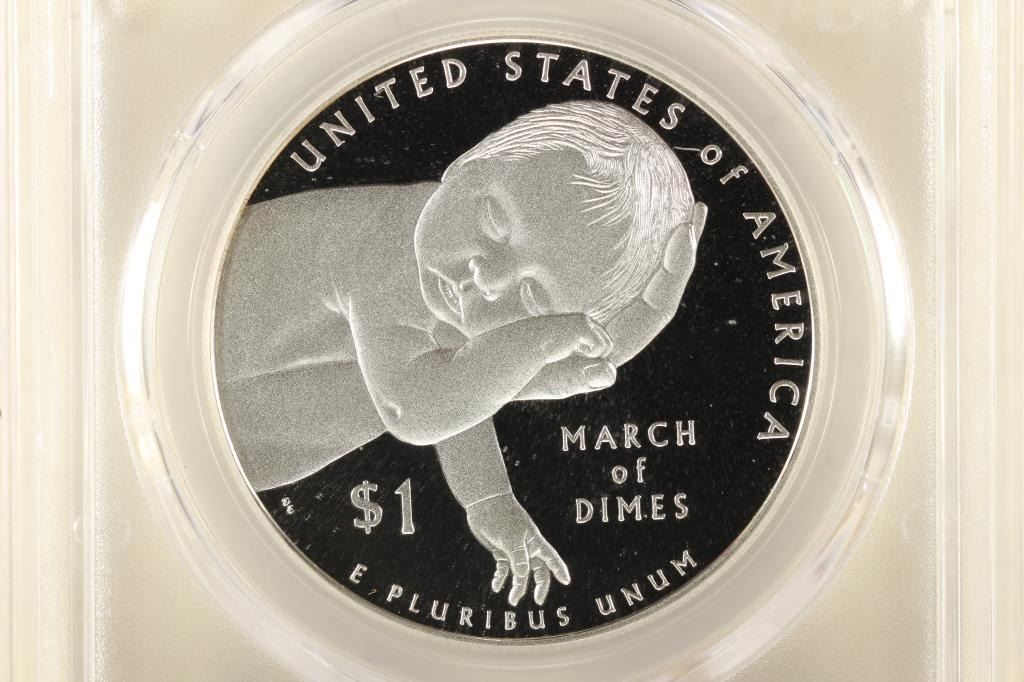 UNITED STATES of AMERICA
MARCH
of
DIMES
$1
E PLURIBUS UNUM